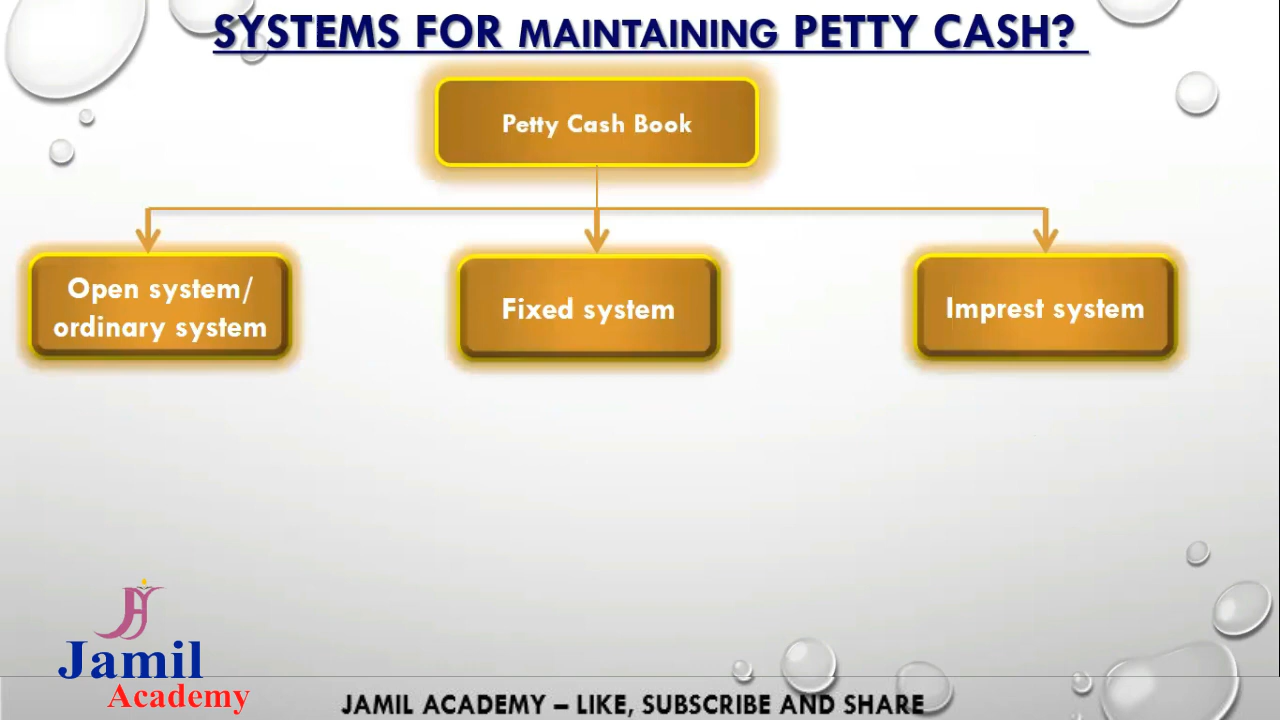 SYSTEMS FOR MAINTAINING PETTY CASH?
Petty Cash Book
Open system/
ordinary system
Fixed system
Imprest system
Jamil
Academy
JAMIL ACADEMY – LIKE, SUBSCRIBE AND SHARE